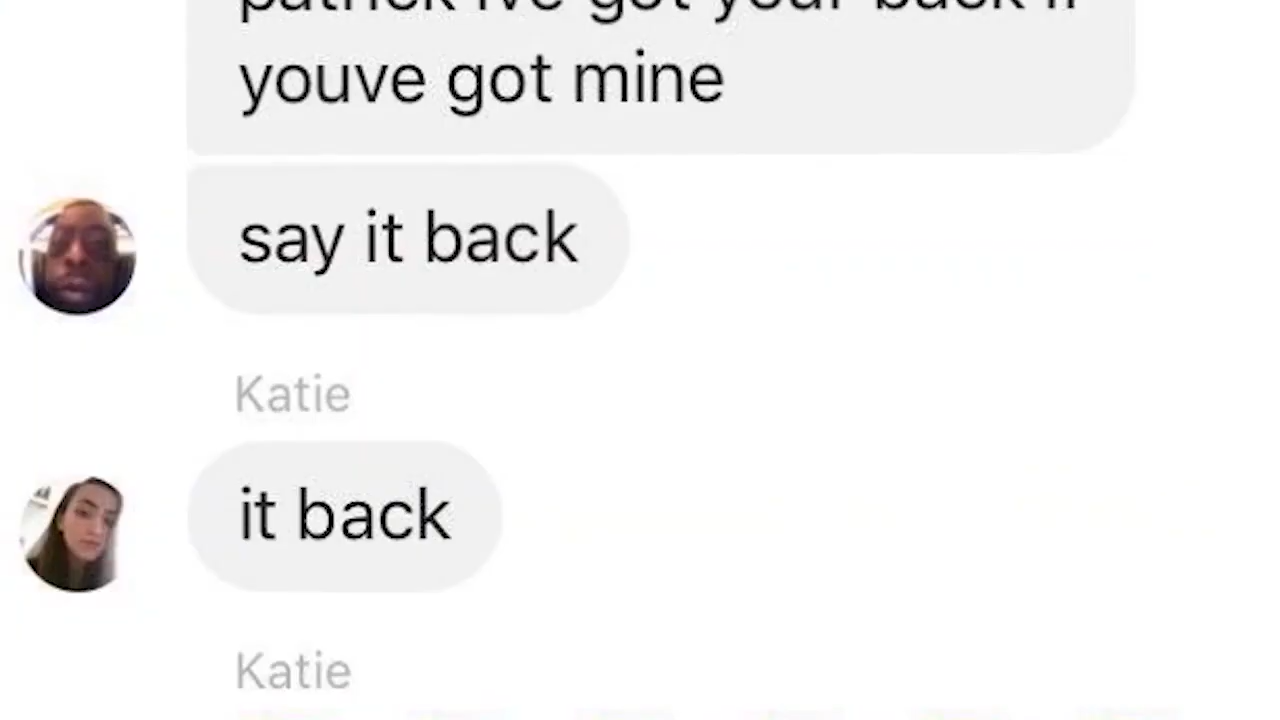 patrick ive got your back if
youve got mine
say it back
Katie
it back
Katie